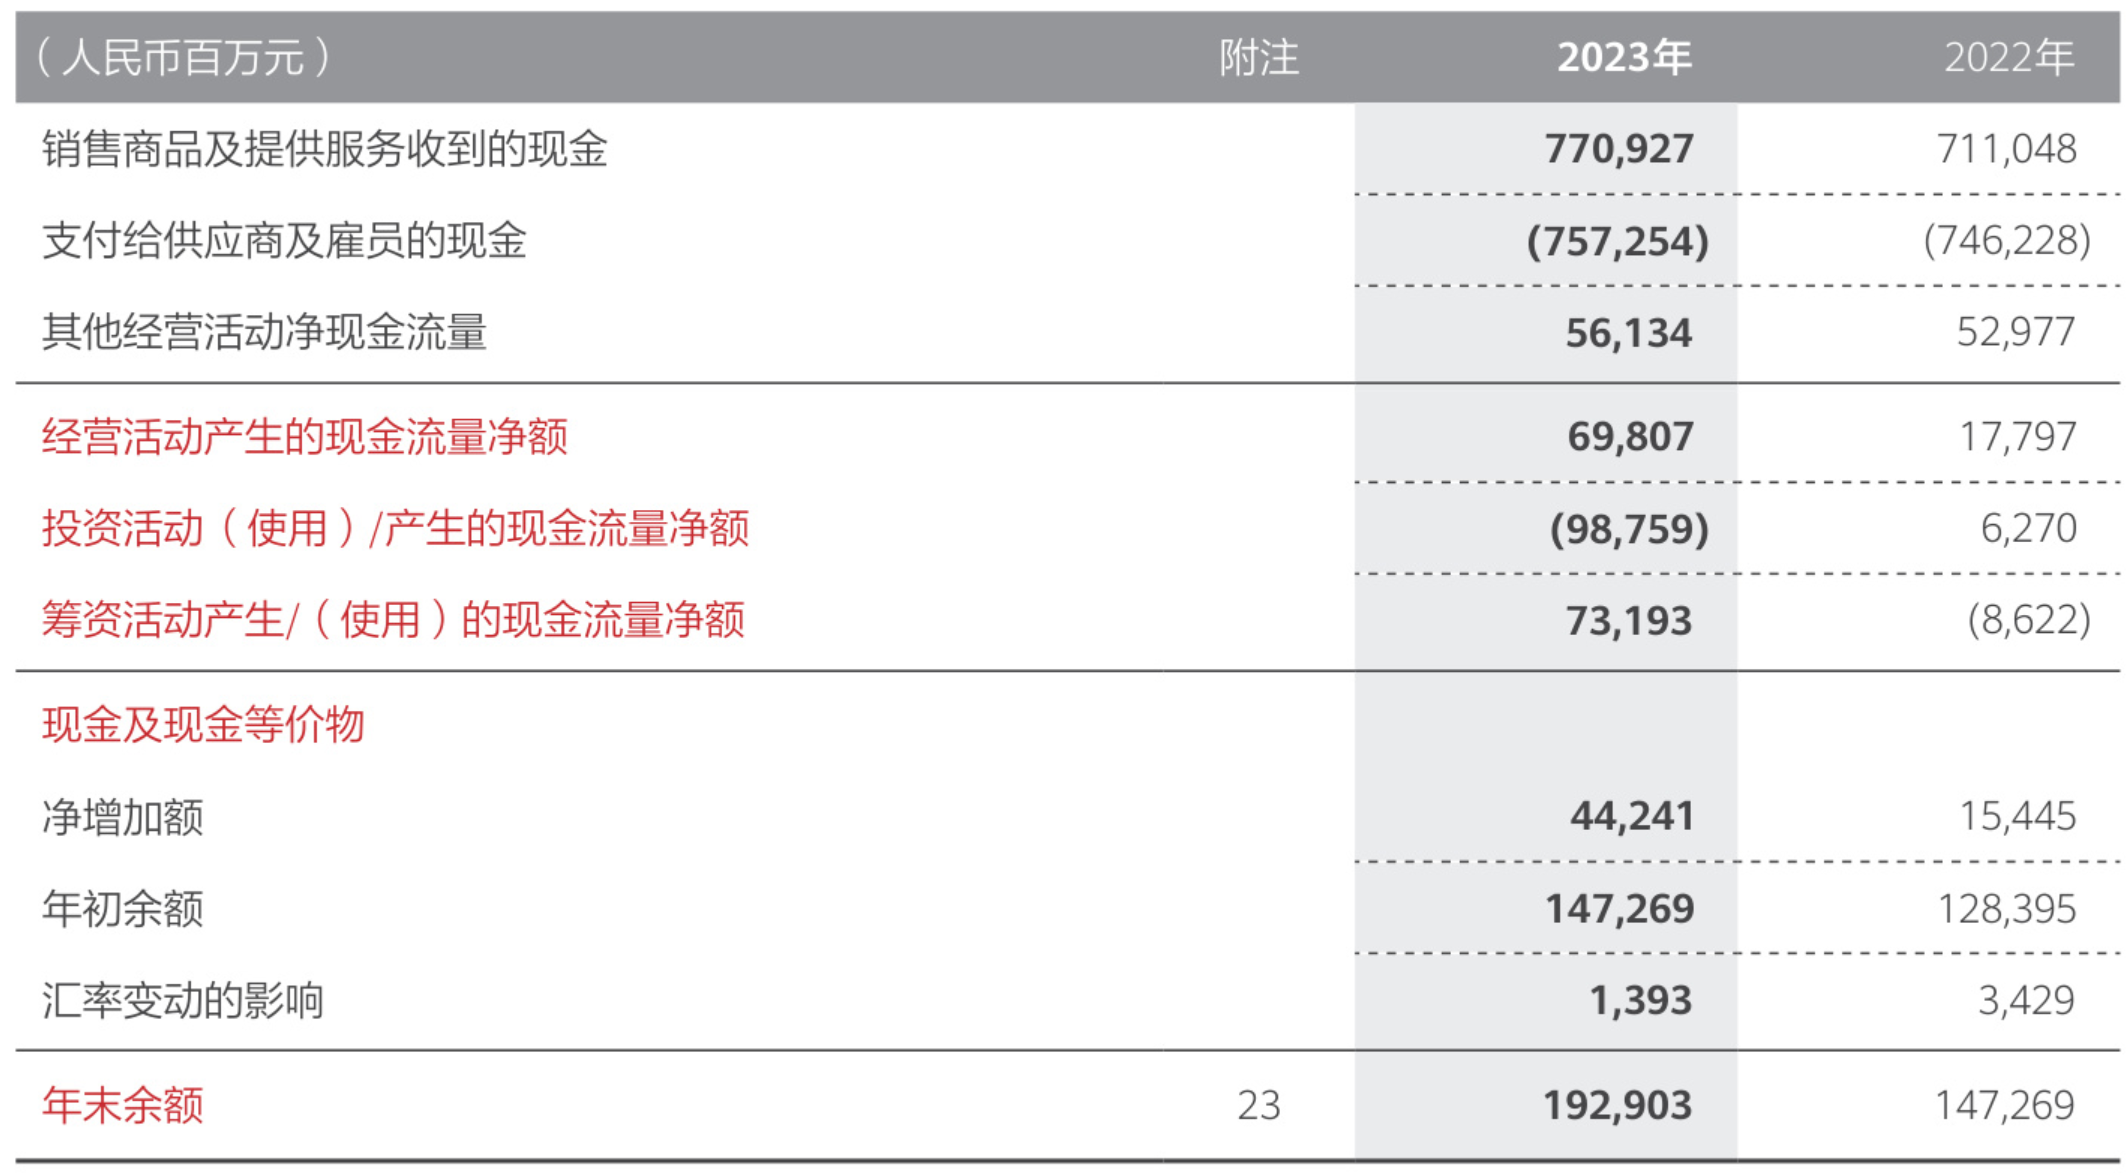 （人民币百万元） 附注 2023年 2022年
销售商品及提供服务收到的现金 770,927 711,048
支付给供应商及雇员的现金 (757,254) (746,228)
其他经营活动净现金流量 56,134 52,977
经营活动产生的现金流量净额 69,807 17,797
投资活动（使用）/产生的现金流量净额 (98,759) 6,270
筹资活动产生/（使用）的现金流量净额 73,193 (8,622)
现金及现金等价物
净增加额 44,241 15,445
年初余额 147,269 128,395
汇率变动的影响 1,393 3,429
年末余额 23 192,903 147,269